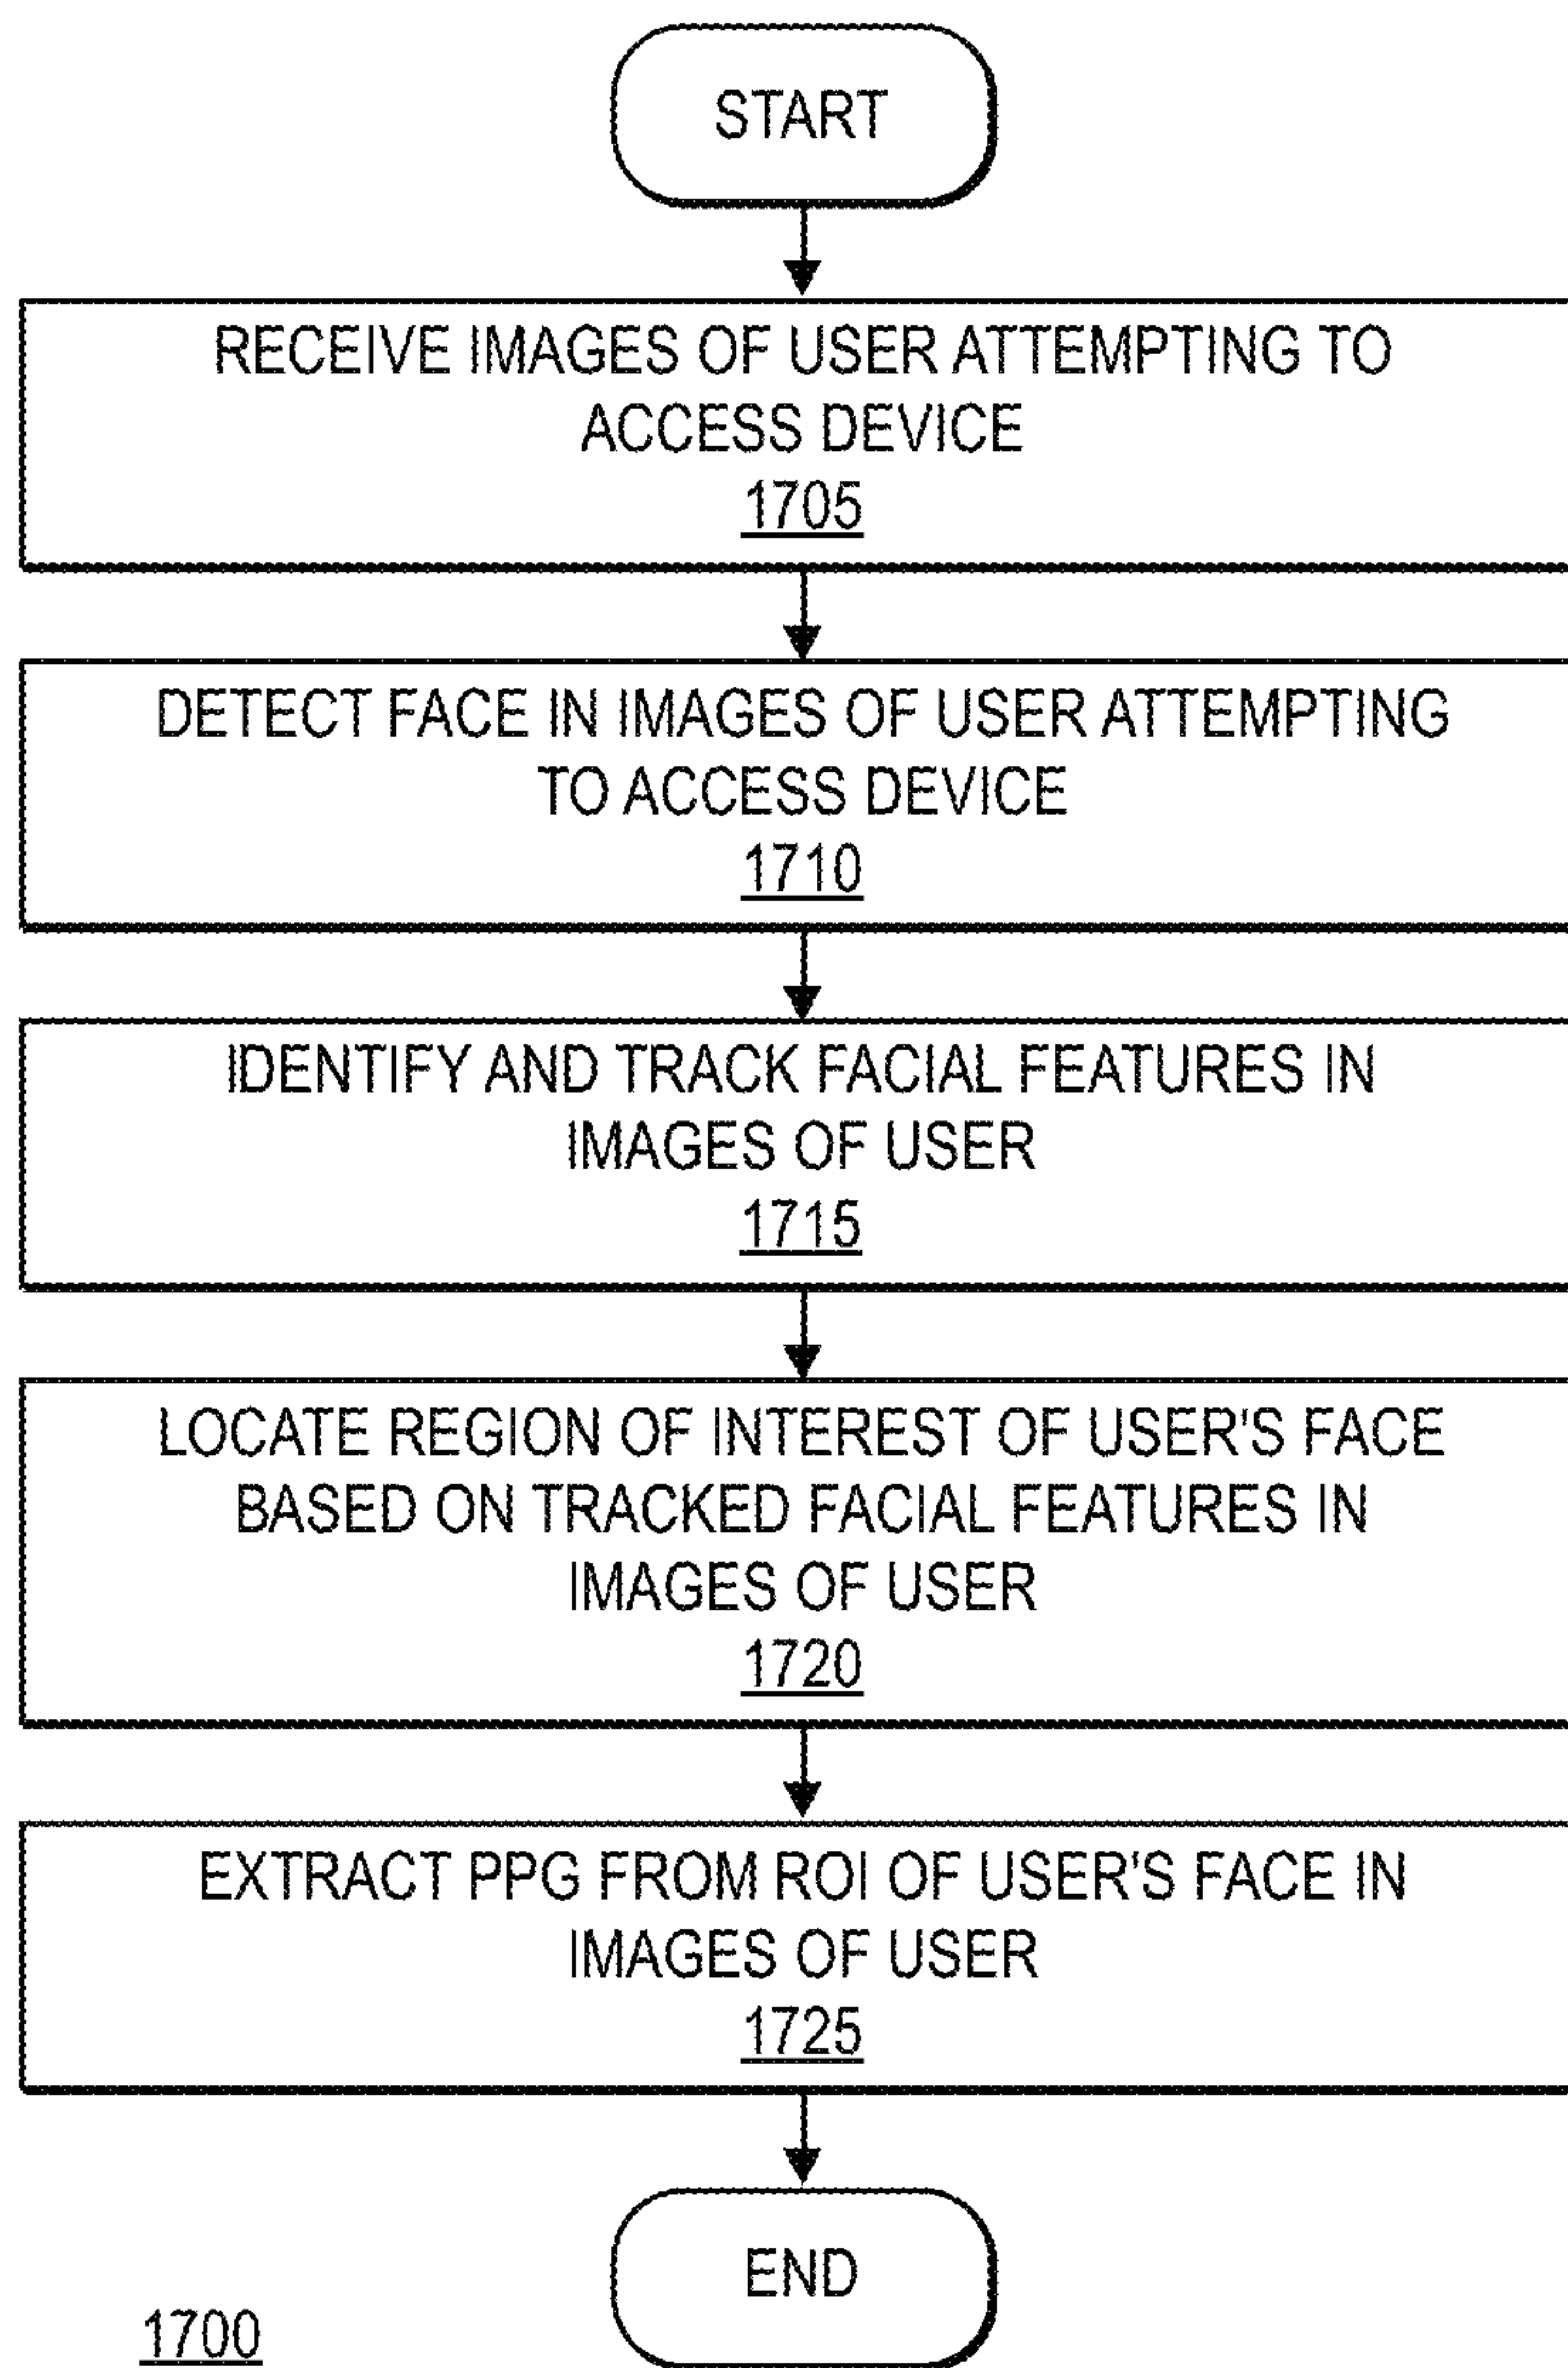 START
RECEIVE IMAGES OF USER ATTEMPTING TO
ACCESS DEVICE
1705
DETECT FACE IN IMAGES OF USER ATTEMPTING
TO ACCESS DEVICE
1710
IDENTIFY AND TRACK FACIAL FEATURES IN
IMAGES OF USER
1715
LOCATE REGION OF INTEREST OF USER'S FACE
BASED ON TRACKED FACIAL FEATURES IN
IMAGES OF USER
1720
EXTRACT PPG FROM ROI OF USER'S FACE IN
IMAGES OF USER
1725
END
1700